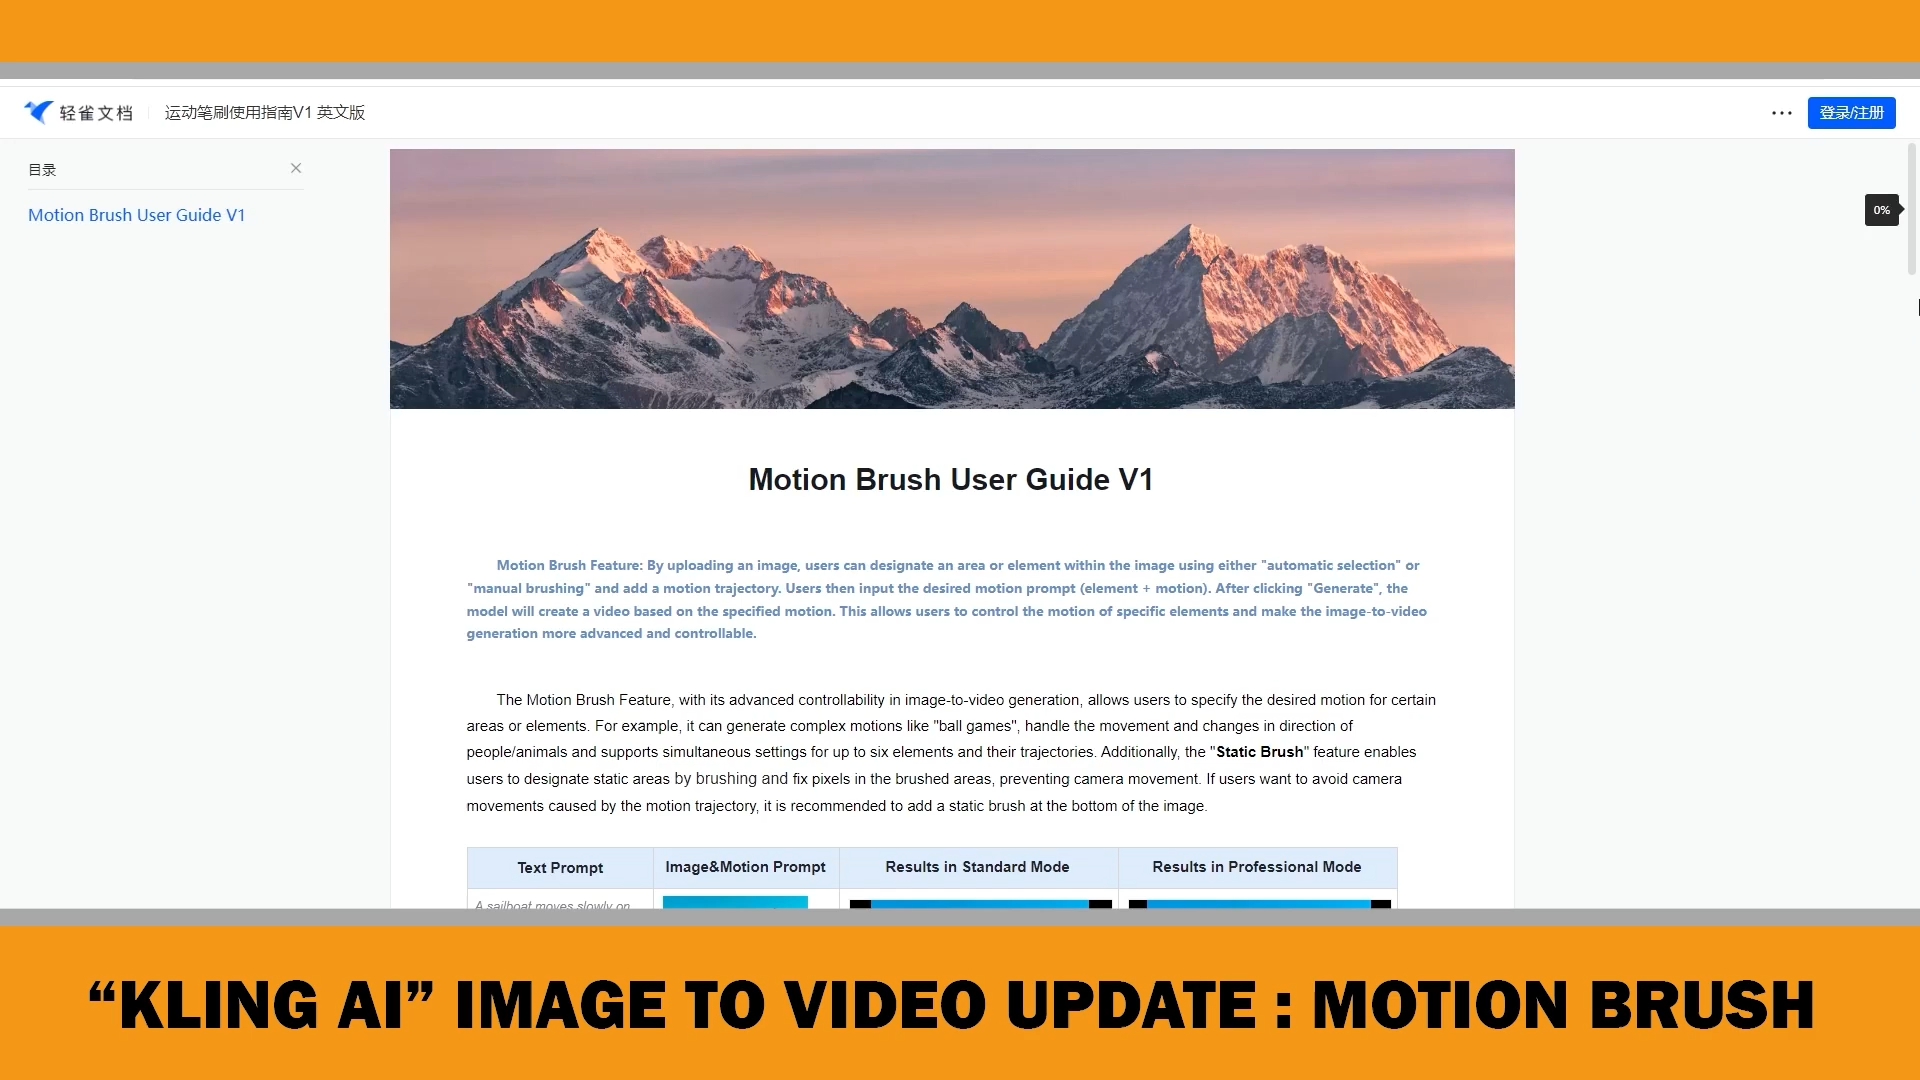 轻雀文档
运动笔刷使用指南V1 英文版
登录/注册
目录
Motion Brush User Guide V1
0%
Motion Brush User Guide V1
Motion Brush Feature: By uploading an image, users can designate an area or element within the image using either "automatic selection" or
"manual brushing" and add a motion trajectory. Users then input the desired motion prompt (element + motion). After clicking "Generate", the
model will create a video based on the specified motion. This allows users to control the motion of specific elements and make the image-to-video
generation more advanced and controllable.
The Motion Brush Feature, with its advanced controllability in image-to-video generation, allows users to specify the desired motion for certain
areas or elements. For example, it can generate complex motions like "ball games", handle the movement and changes in direction of
people/animals and supports simultaneous settings for up to six elements and their trajectories. Additionally, the "Static Brush" feature enables
users to designate static areas by brushing and fix pixels in the brushed areas, preventing camera movement. If users want to avoid camera
movements caused by the motion trajectory, it is recommended to add a static brush at the bottom of the image.
Text Prompt
Image&Motion Prompt
Results in Standard Mode
Results in Professional Mode
A sailboat moves slowly on
“KLING AI” IMAGE TO VIDEO UPDATE : MOTION BRUSH